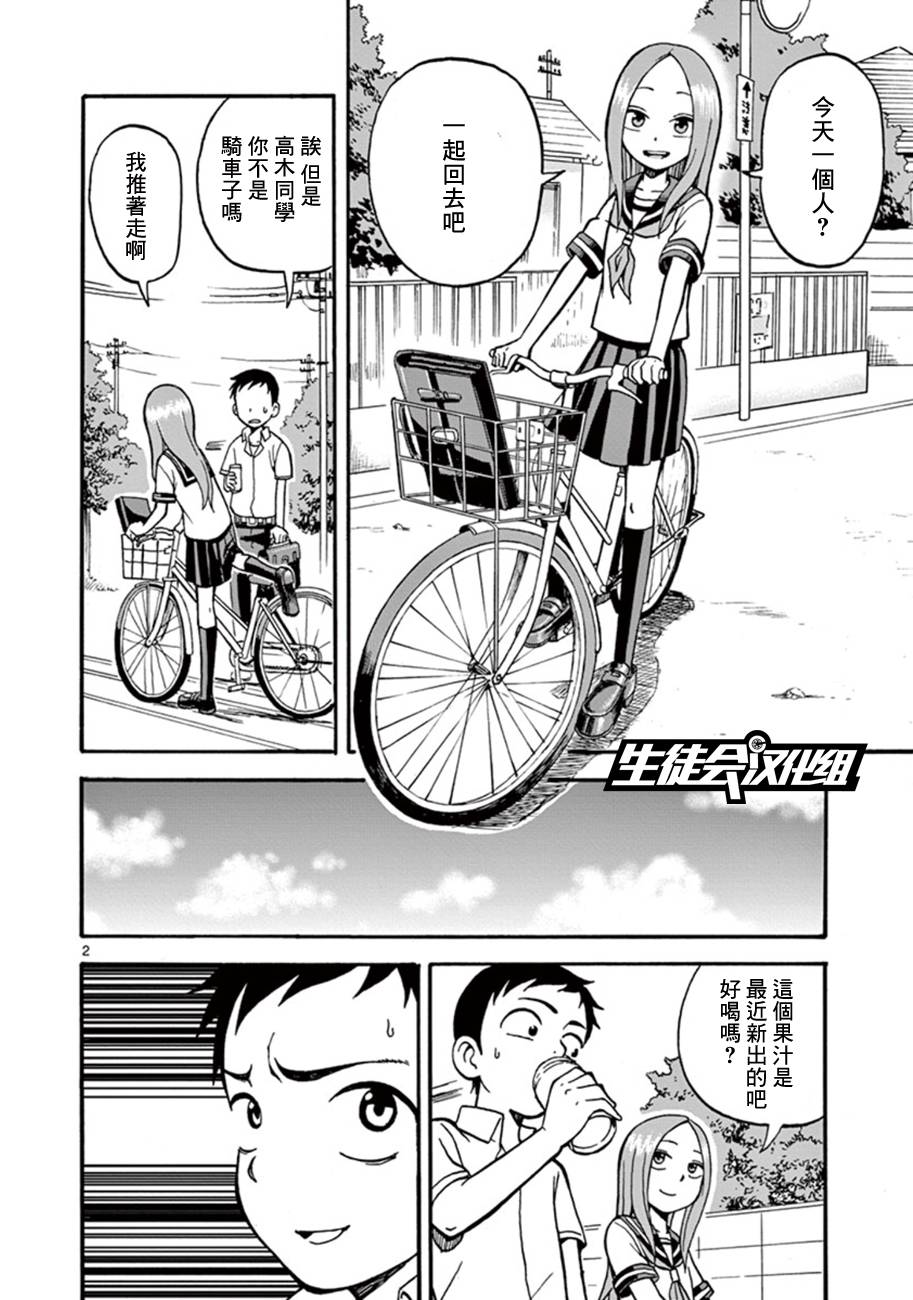 今天一個人?
一起回去吧
誒 但是
高木同學
你不是
騎車子嗎
我推著走啊
生徒会汉化组
2
這個果汁是
最近新出的吧
好喝嗎?